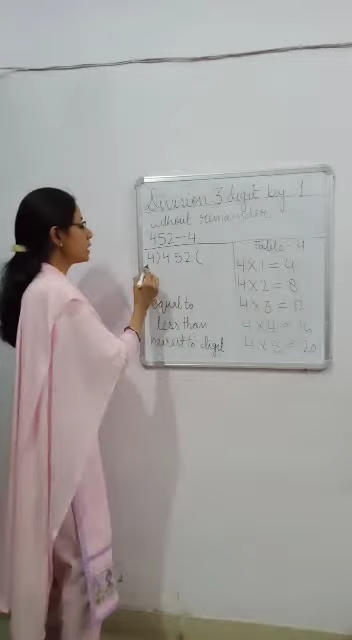 Division 3 digit by 1
without remainder
452÷4
4)452(
equal to
less than
nearest to digit
Table - 4
4 x 1 = 4
4 x 2 = 8
4 x 3 = 12
4 x 4 = 16
4 x 5 = 20